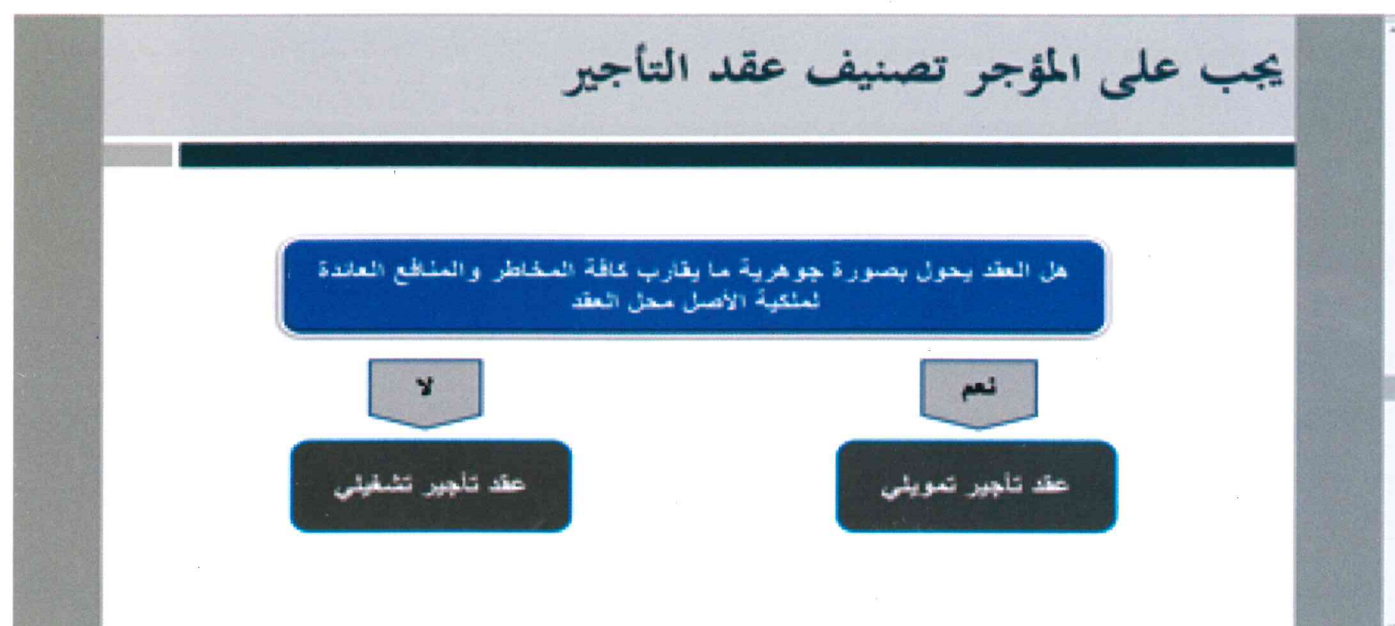 يجب على المؤجر تصنيف عقد التأجير
هل العقد يحول بصورة جوهرية ما يقارب كافة المخاطر والمنافع العائدة
لملكية الأصل محل العقد
نعم
لا
عقد تأجير تمويلي
عقد تأجير تشغيلي